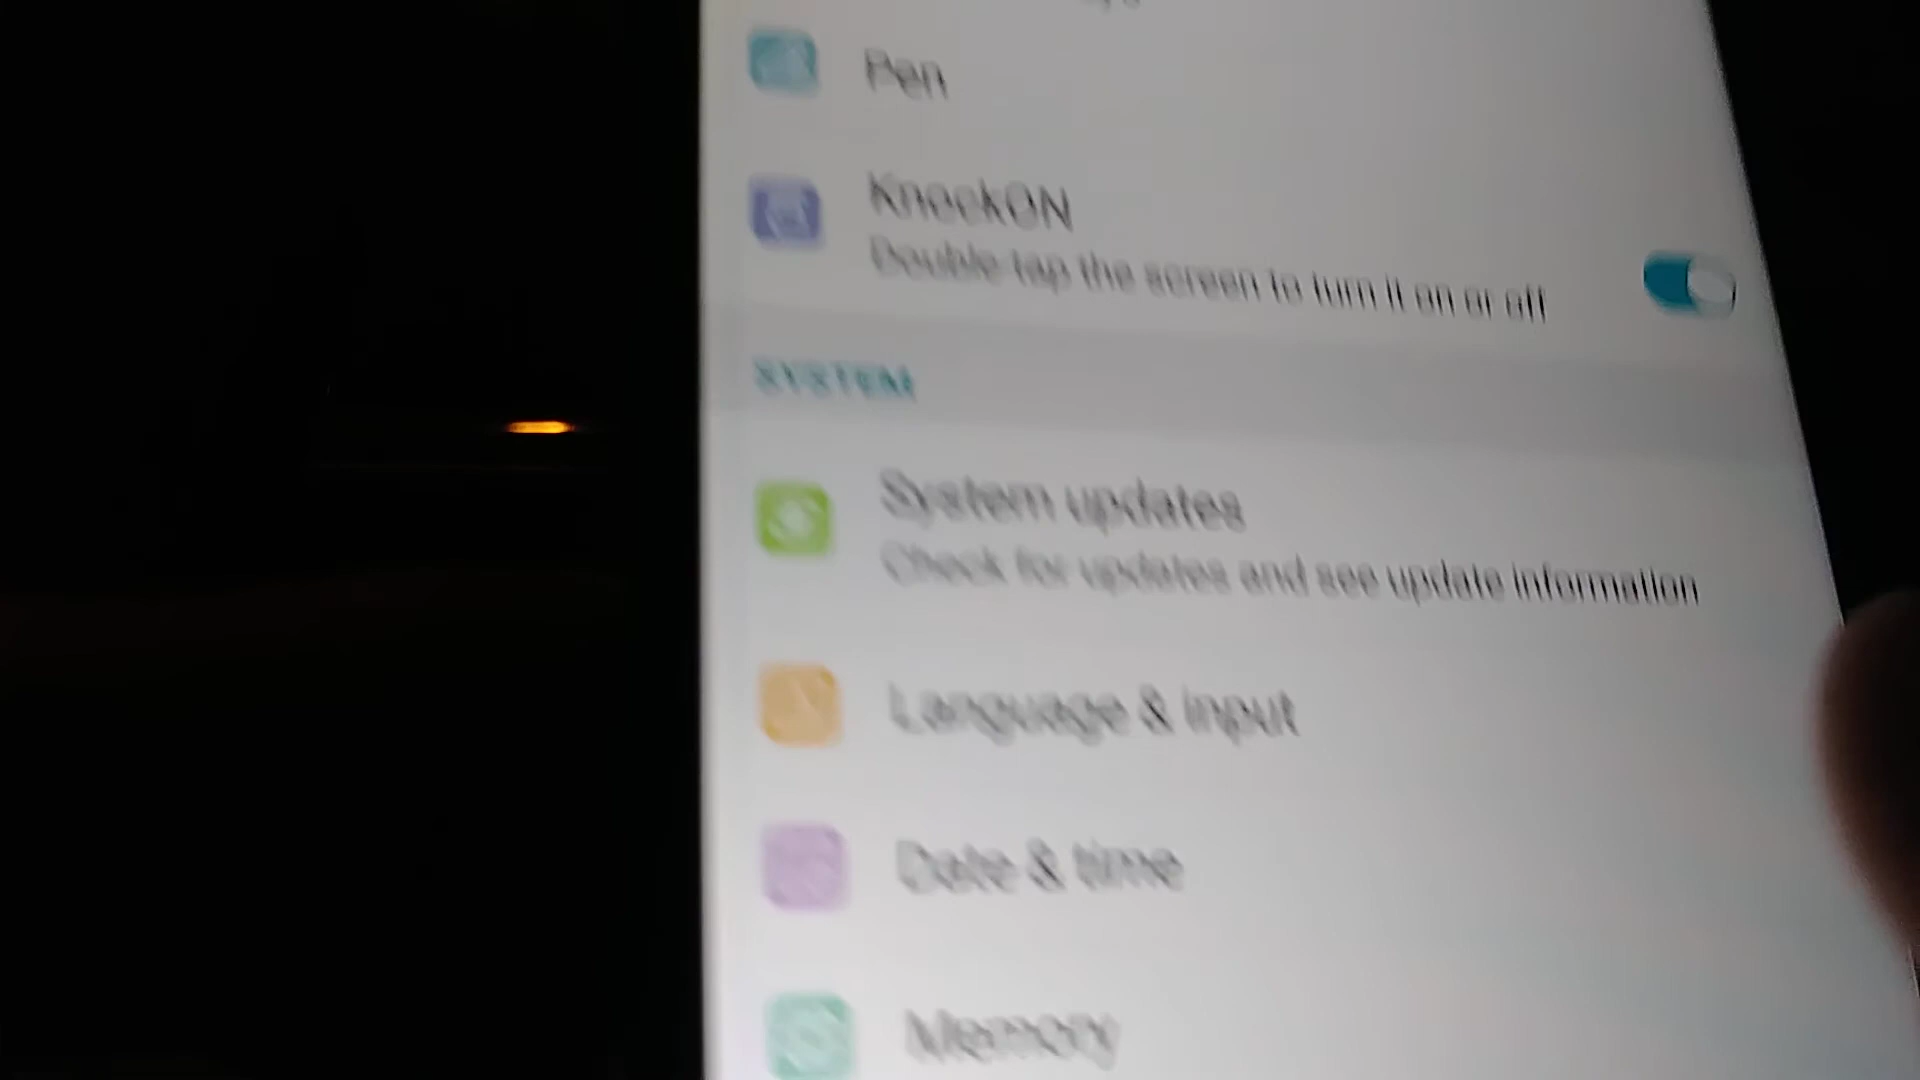 Pen
KnockON
Double-tap the screen to turn it on or off
SYSTEM
System updates
Check for updates and see update information
Language & input
Date & time
Memory